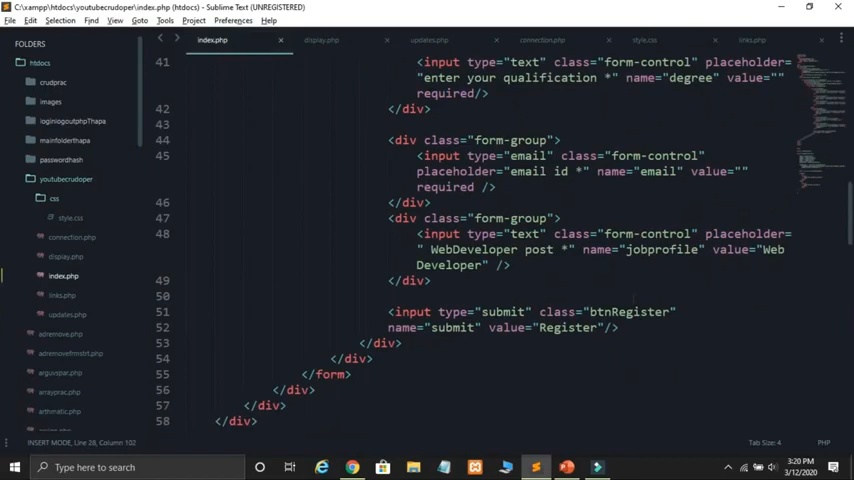 C:\xampp\htdocs\youtubecrudoper\index.php (htdocs) - Sublime Text (UNREGISTERED)
File Edit Selection Find View Goto Tools Project Preferences Help
FOLDERS
htdocs
crudprac
images
loginlogoutphpThapa
mainfolderthapa
passwordhash
youtubecrudoper
css
style.css
connection.php
display.php
index.php
links.php
updates.php
adremove.php
adremovefrmstrt.php
arguvspar.php
arrayprac.php
arthmatic.php
index.php display.php updates.php connection.php style.css links.php
41 <input type="text" class="form-control" placeholder=
"enter your qualification *" name="degree" value=""
required/>
42 </div>
43
44 <div class="form-group">
45 <input type="email" class="form-control"
placeholder="email id *" name="email" value=""
required />
46 </div>
47 <div class="form-group">
48 <input type="text" class="form-control" placeholder=
" WebDeveloper post *" name="jobprofile" value="Web
Developer" />
49 </div>
50
51 <input type="submit" class="btnRegister"
52 name="submit" value="Register"/>
53 </div>
54 </div>
55 </form>
56 </div>
57 </div>
58 </div>
INSERT MODE, Line 28, Column 102 Tab Size: 4 PHP
Type here to search
3:20 PM
3/12/2020